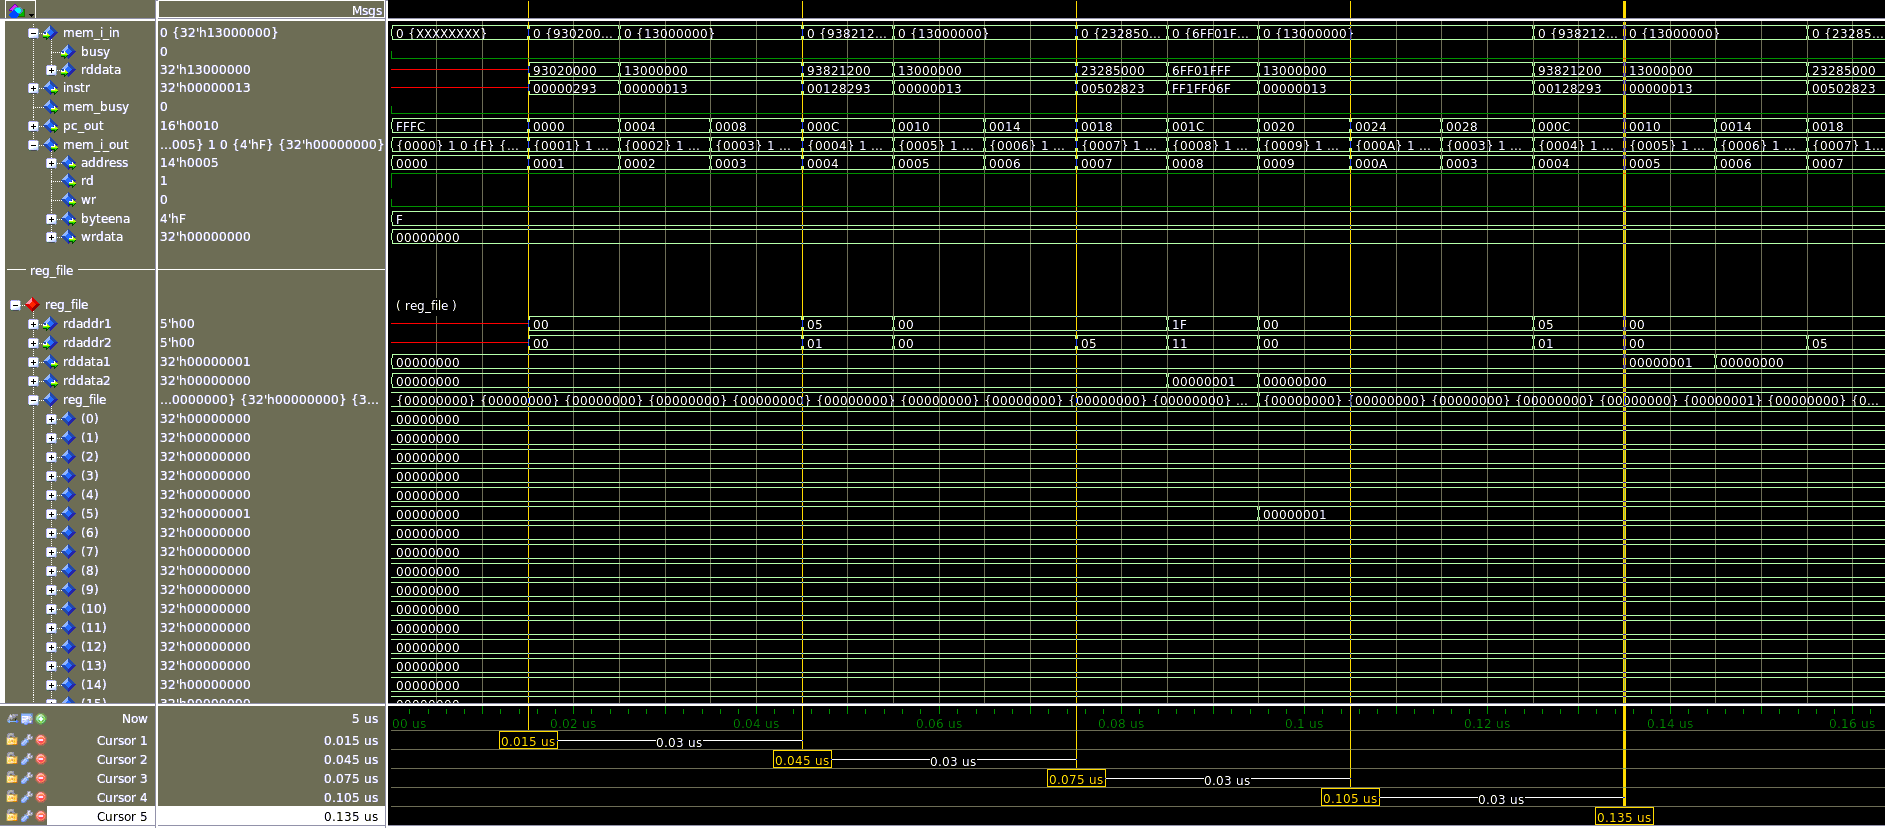 Msgs
mem_i_in 0 {32'h13000000} 0 {XXXXXXXX} 0 {930200... 0 {13000000} 0 {938212... 0 {13000000} 0 {232850... 0 {6FF01F... 0 {13000000} 0 {938212... 0 {13000000} 0 {23285...
busy 0
rddata 32'h13000000 93020000 13000000 93821200 13000000 23285000 6FF01FFF 13000000 93821200 13000000 23285000
instr 32'h00000013 00000293 00000013 00128293 00000013 00502823 FF1FF06F 00000013 00128293 00000013 00502823
mem_busy 0
pc_out 16'h0010 FFFC 0000 0004 0008 000C 0010 0014 0018 001C 0020 0024 0028 000C 0010 0014 0018
mem_i_out ...005} 1 0 {4'hF} {32'h00000000} {0000} 1 0 {F} {... {0001} 1 ... {0002} 1 ... {0003} 1 ... {0004} 1 ... {0005} 1 ... {0006} 1 ... {0007} 1 ... {0008} 1 ... {0009} 1 ... {000A} 1 ... {0003} 1 ... {0004} 1 ... {0005} 1 ... {0006} 1 ... {0007} 1...
address 14'h0005 0000 0001 0002 0003 0004 0005 0006 0007 0008 0009 000A 0003 0004 0005 0006 0007
rd 1
wr 0
byteena 4'hF F
wrdata 32'h00000000 00000000
reg_file
reg_file ( reg_file )
rdaddr1 5'h00 00 05 00 1F 00 05 00
rdaddr2 5'h00 00 01 00 05 11 00 01 00 05
rddata1 32'h00000001 00000000 00000001 00000000
rddata2 32'h00000000 00000000 00000001 00000000
reg_file ...0000000} {32'h00000000} {3... {00000000} {00000000} {00000000} {00000000} {00000000} {00000000} {00000000} {00000000} {00000000} {00000000} ... {00000000} {00000000} {00000000} {00000000} {00000000} {00000001} {00000000} {0...
(0) 32'h00000000 00000000
(1) 32'h00000000 00000000
(2) 32'h00000000 00000000
(3) 32'h00000000 00000000
(4) 32'h00000000 00000000
(5) 32'h00000001 00000000 00000001
(6) 32'h00000000 00000000
(7) 32'h00000000 00000000
(8) 32'h00000000 00000000
(9) 32'h00000000 00000000
(10) 32'h00000000 00000000
(11) 32'h00000000 00000000
(12) 32'h00000000 00000000
(13) 32'h00000000 00000000
(14) 32'h00000000 00000000
Now 5 us 00 us 0.02 us 0.04 us 0.06 us 0.08 us 0.1 us 0.12 us 0.14 us 0.16 us
Cursor 1 0.015 us 0.015 us 0.03 us
Cursor 2 0.045 us 0.045 us 0.03 us
Cursor 3 0.075 us 0.075 us 0.03 us
Cursor 4 0.105 us 0.105 us 0.03 us
Cursor 5 0.135 us 0.135 us